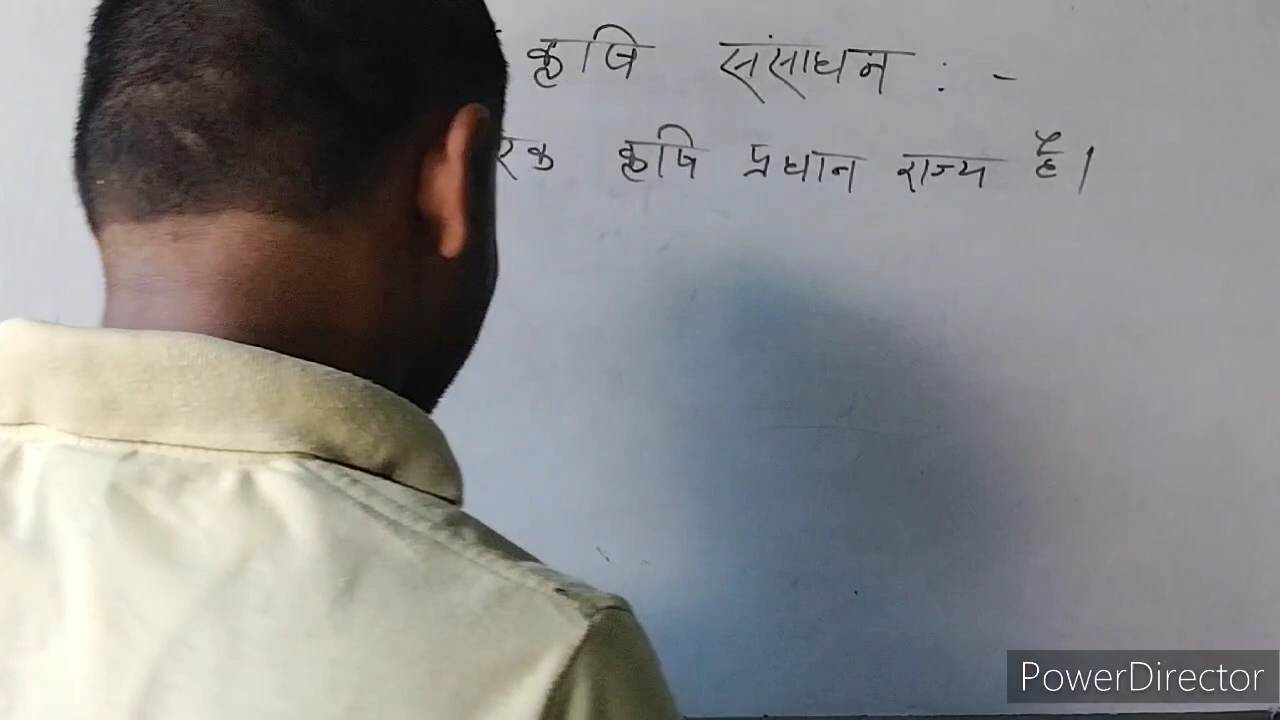 कृषि संसाधन : -
एक कृषि प्रधान राज्य है।
PowerDirector